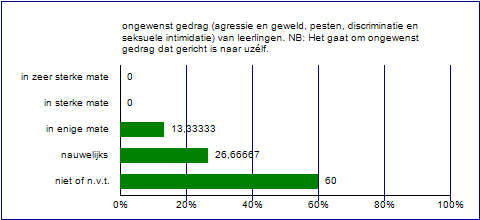 ongewenst gedrag (agressie en geweld, pesten, discriminatie en
seksuele intimidatie) van leerlingen. NB: Het gaat om ongewenst
gedrag dat gericht is naar uzélf.
in zeer sterke mate 0
in sterke mate 0
in enige mate 13,33333
nauwelijks 26,66667
niet of n.v.t. 60
0% 20% 40% 60% 80% 100%